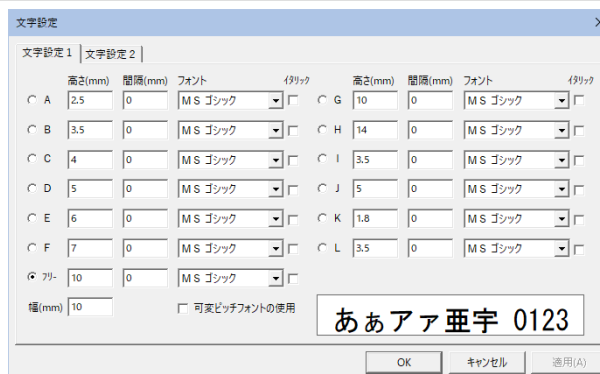 文字設定
文字設定1 文字設定2
高さ(mm) 間隔(mm) フォント イタリック 高さ(mm) 間隔(mm) フォント イタリック
A 2.5 0 ＭＳ ゴシック G 10 0 ＭＳ ゴシック
B 3.5 0 ＭＳ ゴシック H 14 0 ＭＳ ゴシック
C 4 0 ＭＳ ゴシック I 3.5 0 ＭＳ ゴシック
D 5 0 ＭＳ ゴシック J 5 0 ＭＳ ゴシック
E 6 0 ＭＳ ゴシック K 1.8 0 ＭＳ ゴシック
F 7 0 ＭＳ ゴシック L 3.5 0 ＭＳ ゴシック
フリー 10 0 ＭＳ ゴシック
幅(mm) 10 可変ピッチフォントの使用
あぁアァ亜宇 0123
OK キャンセル 適用(A)